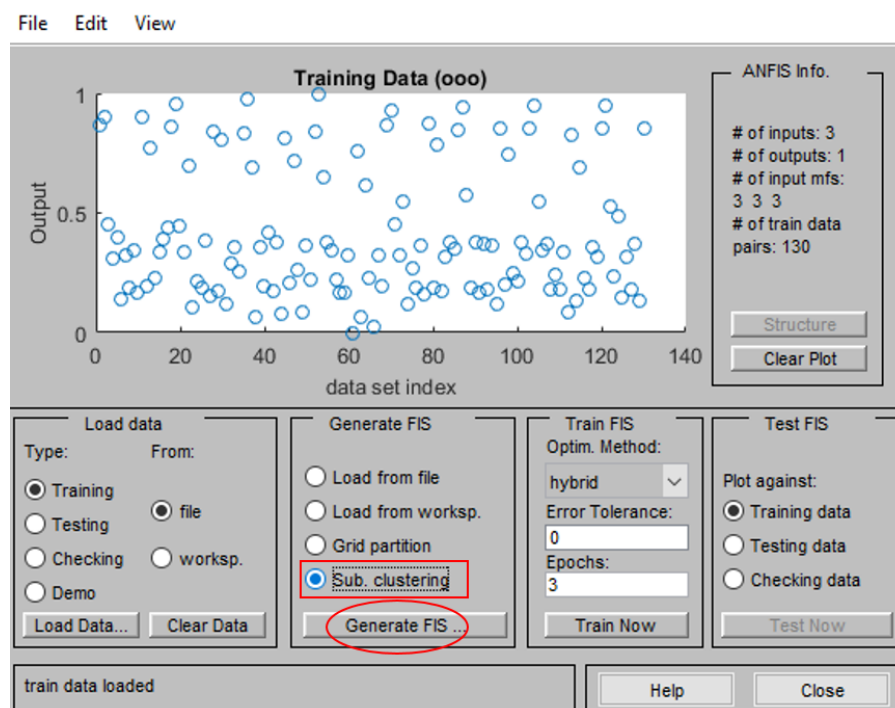 File Edit View
Training Data (ooo)
Output
1
0.5
0
0 20 40 60 80 100 120 140
data set index
ANFIS Info.
# of inputs: 3
# of outputs: 1
# of input mfs:
3 3 3
# of train data
pairs: 130
Structure
Clear Plot
Load data
Type: From:
Training
file
Testing
Checking
worksp.
Demo
Load Data... Clear Data
Generate FIS
Load from file
Load from worksp.
Grid partition
Sub. clustering
Generate FIS ...
Train FIS
Optim. Method:
hybrid
Error Tolerance:
0
Epochs:
3
Train Now
Test FIS
Plot against:
Training data
Testing data
Checking data
Test Now
train data loaded
Help Close